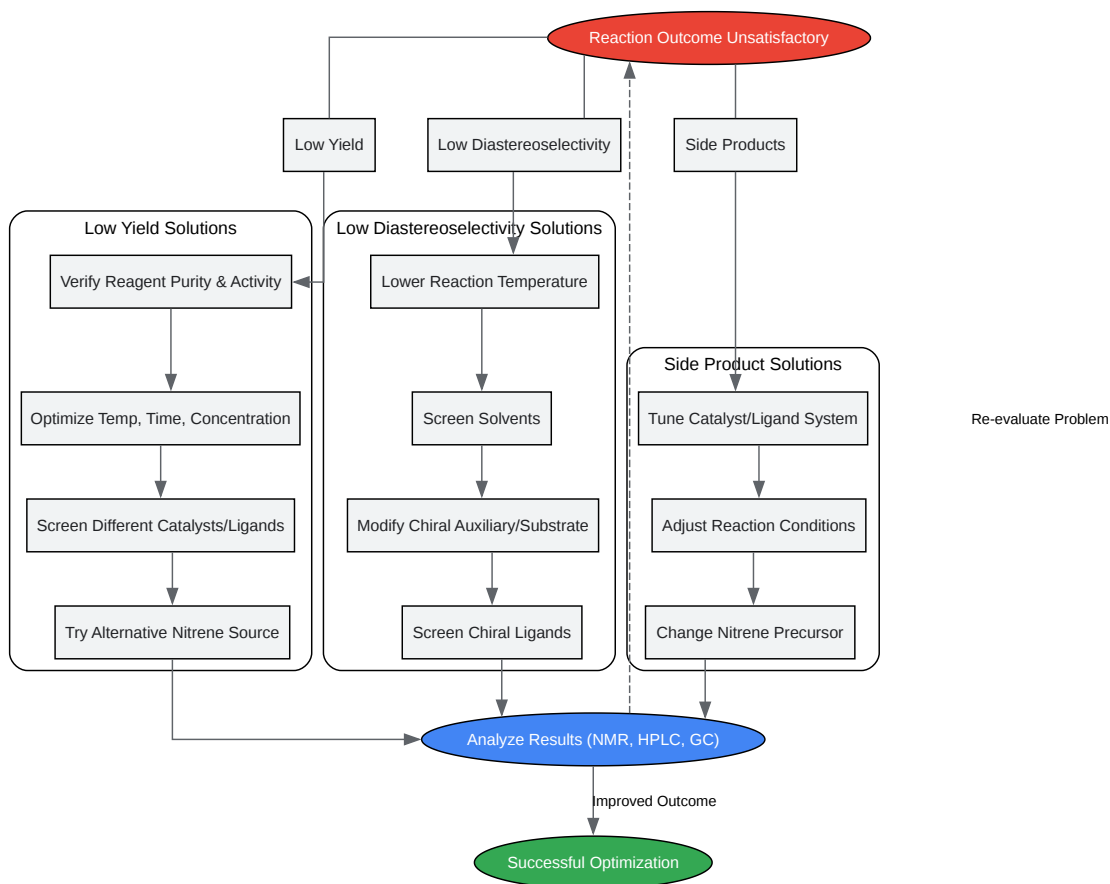 Reaction Outcome Unsatisfactory
Low Yield
Low Diastereoselectivity
Side Products
Low Yield Solutions
Low Diastereoselectivity Solutions
Verify Reagent Purity & Activity
Lower Reaction Temperature
Side Product Solutions
Optimize Temp, Time, Concentration
Screen Solvents
Tune Catalyst/Ligand System
Re-evaluate Problem
Screen Different Catalysts/Ligands
Modify Chiral Auxiliary/Substrate
Adjust Reaction Conditions
Try Alternative Nitrene Source
Screen Chiral Ligands
Change Nitrene Precursor
Analyze Results (NMR, HPLC, GC)
Improved Outcome
Successful Optimization